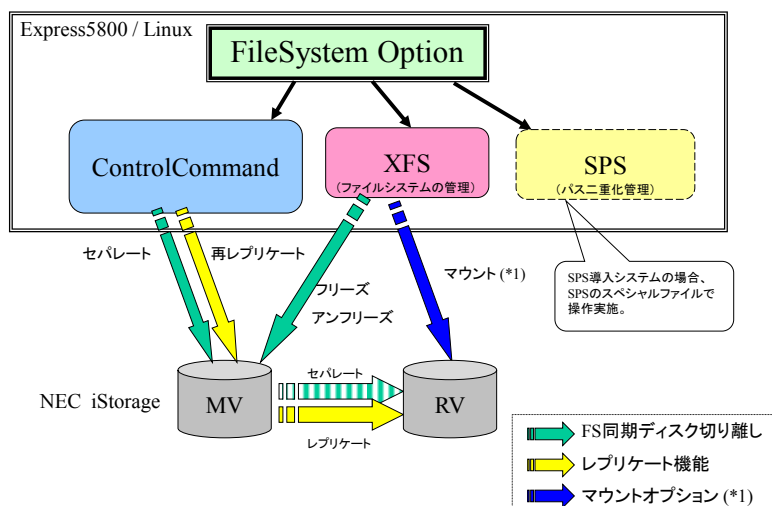 Express5800 / Linux
FileSystem Option
ControlCommand
XFS
(ファイルシステムの管理)
SPS
(パス二重化管理)
セパレート
再レプリケート
フリーズ
アンフリーズ
マウント (*1)
SPS導入システムの場合、
SPSのスペシャルファイルで
操作実施。
NEC iStorage
MV
セパレート
レプリケート
RV
FS同期ディスク切り離し
レプリケート機能
マウントオプション (*1)